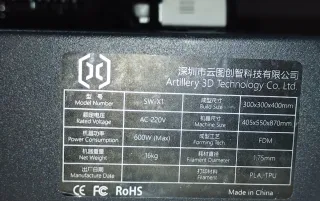 深圳市云图创智科技有限公司
Artillery 3D Technology Co. Ltd.
型 号 Model Number SW-X1 成型尺寸 Build Size 300x300x400mm
额定电压 Rated Voltage AC-220V 机器尺寸 Machine Size 405x550x870mm
机器功率 Power Consumption 600W (Max) 成型工艺 Forming Tech FDM
机器重量 Net Weight 16kg 耗材直径 Filament Diameter 1.75mm
出厂日期 Manufacture Date 打印材料 Filament PLA,TPU
CE FC RoHS